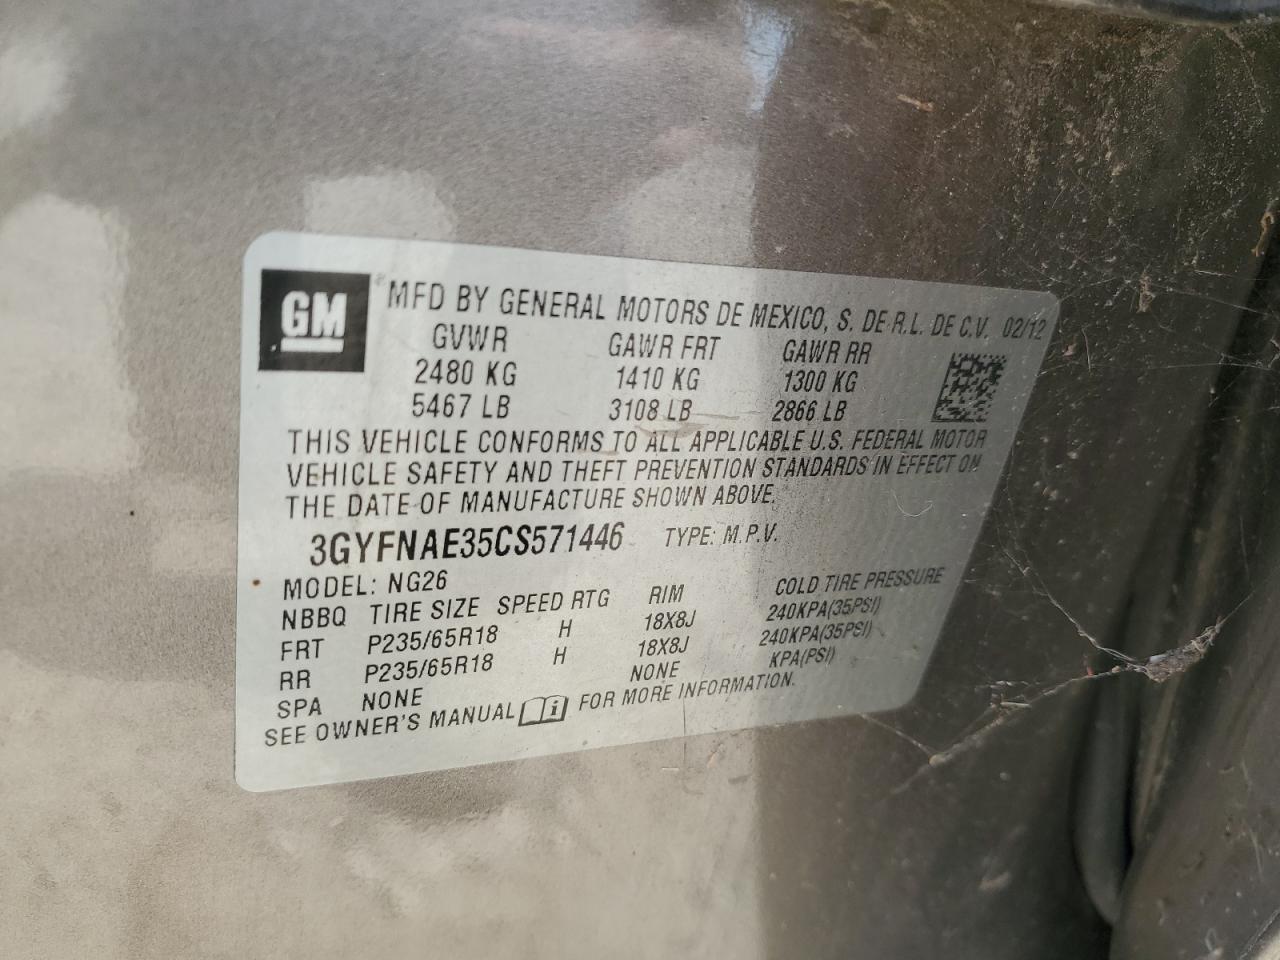 GM
® MFD BY GENERAL MOTORS DE MEXICO, S. DE R.L. DE C.V. 02/12
GVWR GAWR FRT GAWR RR
2480 KG 1410 KG 1300 KG
5467 LB 3108 LB 2866 LB
THIS VEHICLE CONFORMS TO ALL APPLICABLE U.S. FEDERAL MOTOR
VEHICLE SAFETY AND THEFT PREVENTION STANDARDS IN EFFECT ON
THE DATE OF MANUFACTURE SHOWN ABOVE.
3GYFNAE35CS571446 TYPE: M.P.V.
MODEL: NG26
NBBQ TIRE SIZE SPEED RTG RIM COLD TIRE PRESSURE
FRT P235/65R18 H 18X8J 240KPA(35PSI)
RR P235/65R18 H 18X8J 240KPA(35PSI)
SPA NONE NONE KPA(PSI)
SEE OWNER'S MANUAL i FOR MORE INFORMATION.